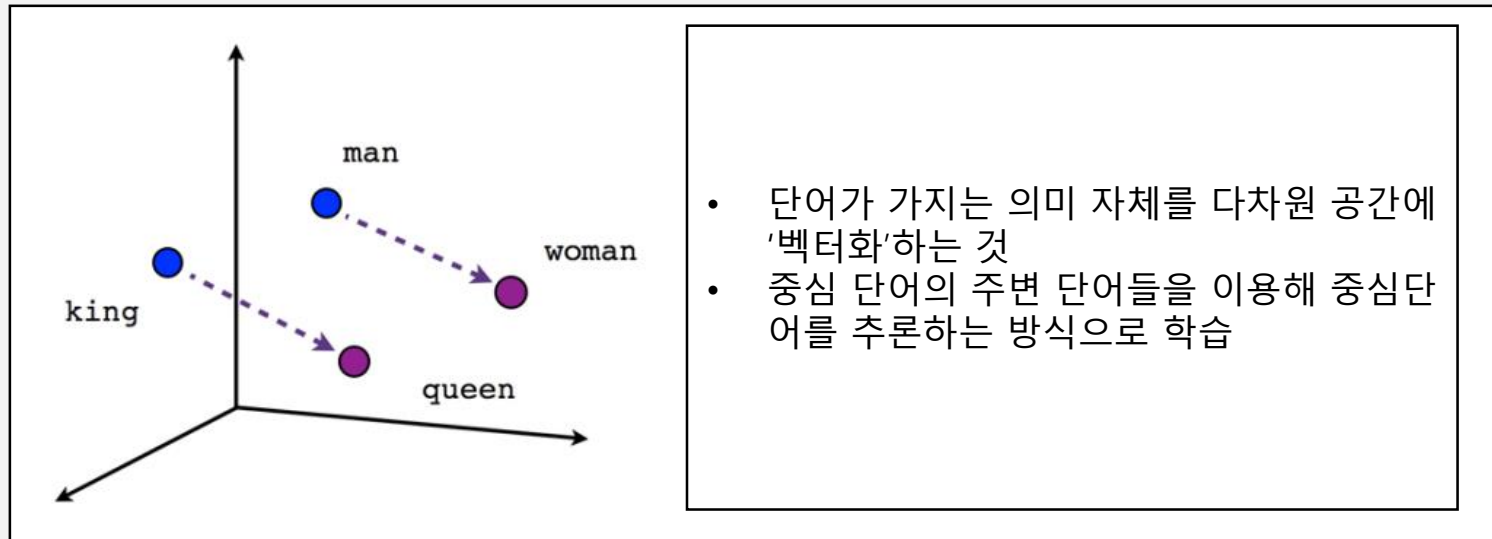 man
woman
king
queen
• 단어가 가지는 의미 자체를 다차원 공간에
'벡터화'하는 것
• 중심 단어의 주변 단어들을 이용해 중심단
어를 추론하는 방식으로 학습